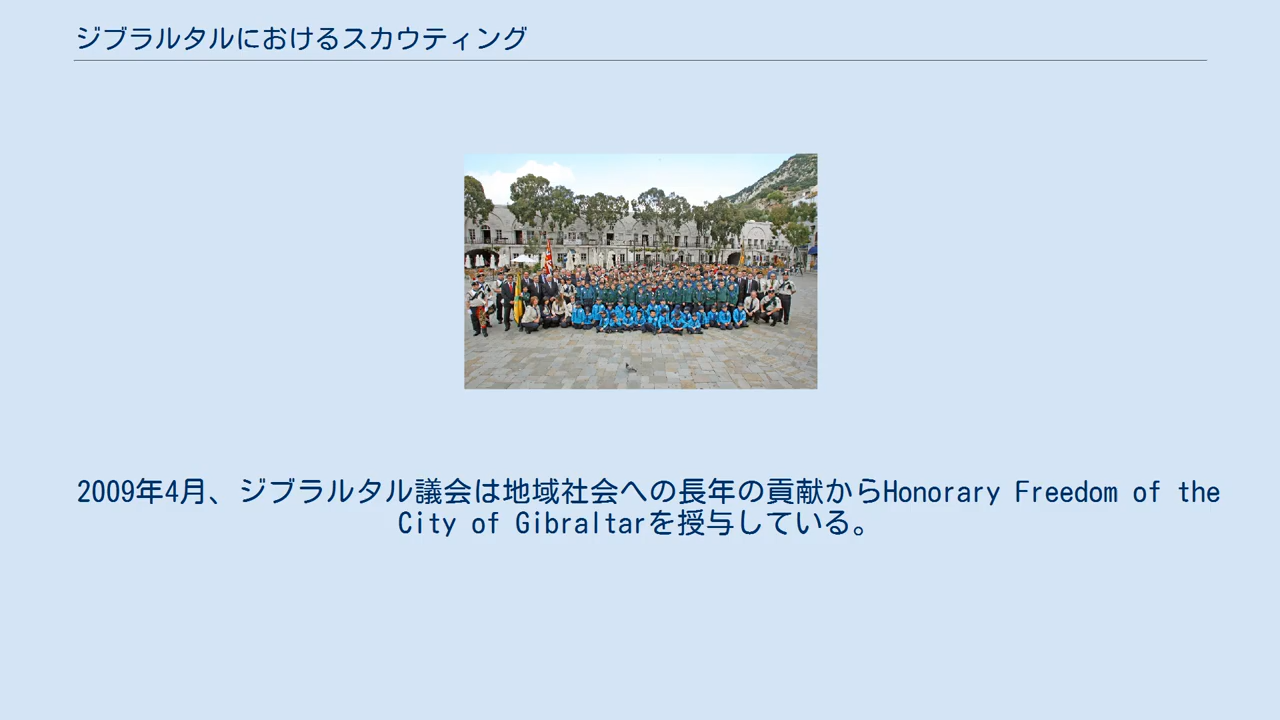 ジブラルタルにおけるスカウティング
2009年4月、ジブラルタル議会は地域社会への長年の貢献からHonorary Freedom of the
City of Gibraltarを授与している。